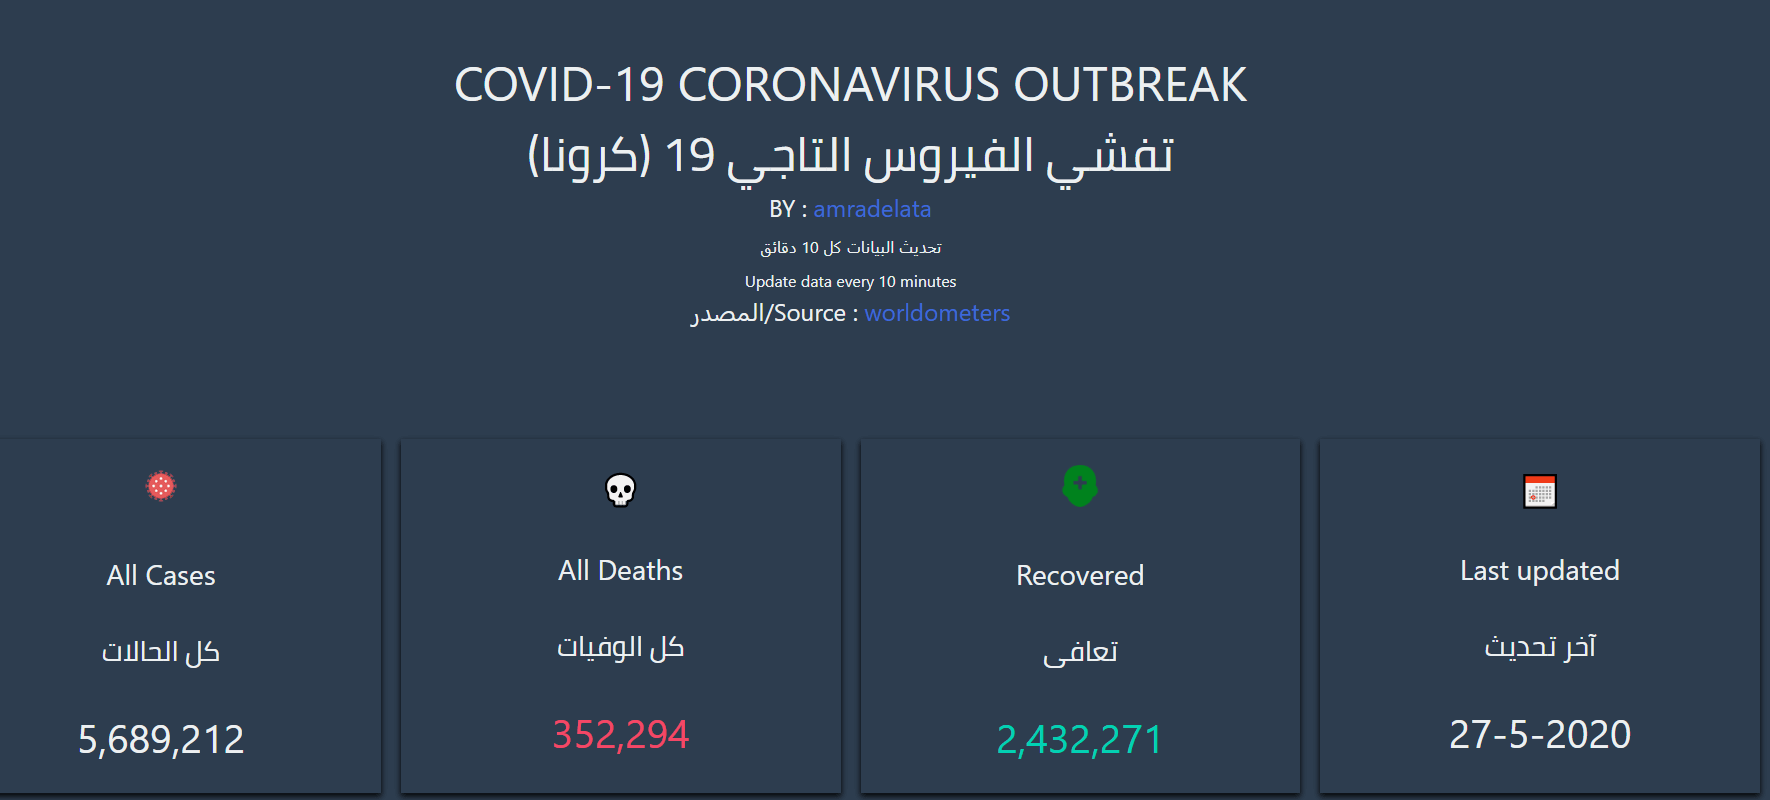 COVID-19 CORONAVIRUS OUTBREAK
تفشي الفيروس التاجي 19 (كرونا)
BY : amradelata
تحديث البيانات كل 10 دقائق
Update data every 10 minutes
المصدر/Source : worldometers
All Cases
كل الحالات
5,689,212
All Deaths
كل الوفيات
352,294
Recovered
تعافى
2,432,271
Last updated
آخر تحديث
27-5-2020